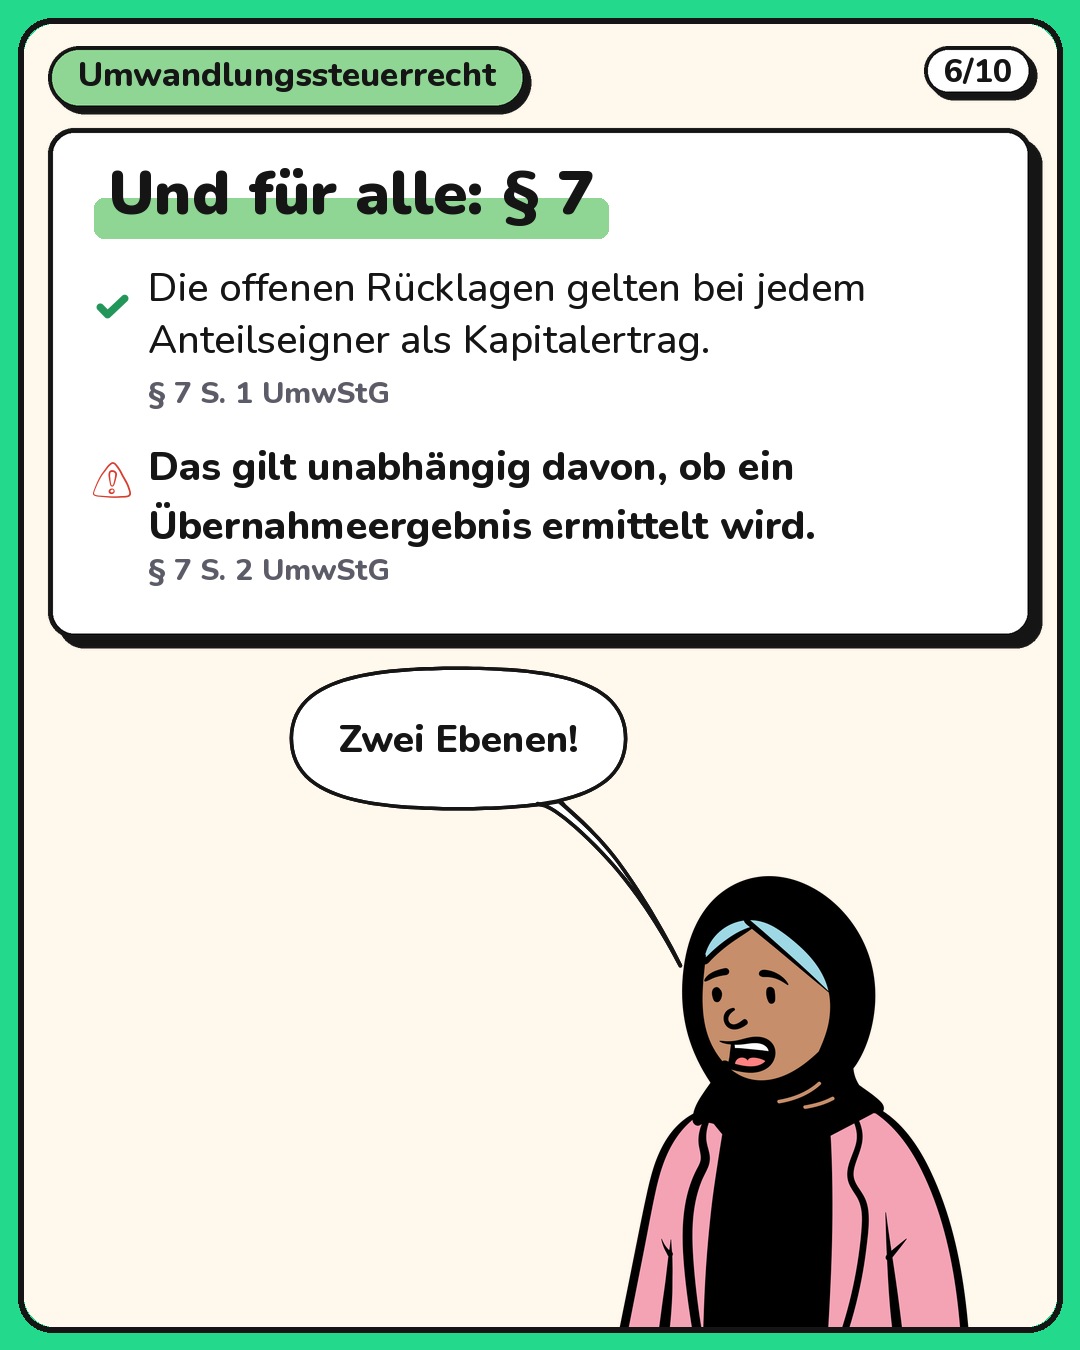 Umwandlungssteuerrecht
6/10
Und für alle: § 7
Die offenen Rücklagen gelten bei jedem
Anteilseigner als Kapitalertrag.
§ 7 S. 1 UmwStG
Das gilt unabhängig davon, ob ein
Übernahmeergebnis ermittelt wird.
§ 7 S. 2 UmwStG
Zwei Ebenen!